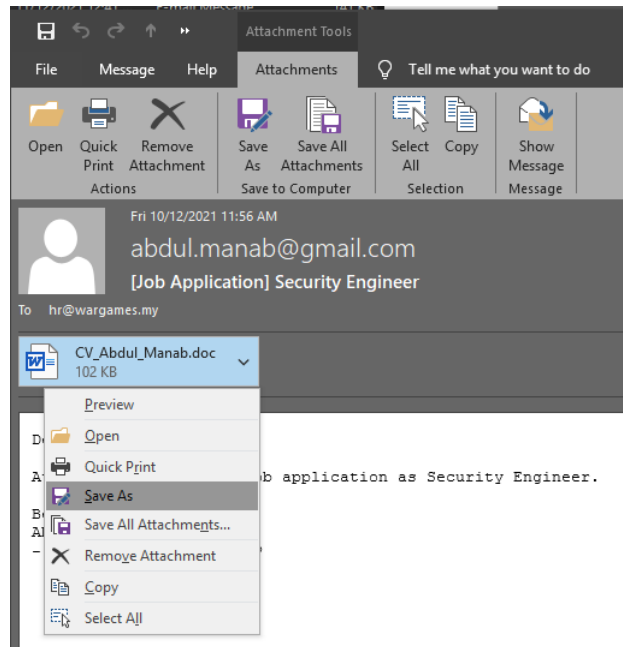 Attachment Tools
File Message Help Attachments Tell me what you want to do
Open Quick Print Remove Attachment Save As Save All Attachments Select All Copy Show Message
Actions Save to Computer Selection Message
Fri 10/12/2021 11:56 AM
abdul.manab@gmail.com
[Job Application] Security Engineer
To hr@wargames.my
CV_Abdul_Manab.doc
102 KB
Preview
Open
Quick Print
b application as Security Engineer.
Save As
Save All Attachments...
Remove Attachment
Copy
Select All